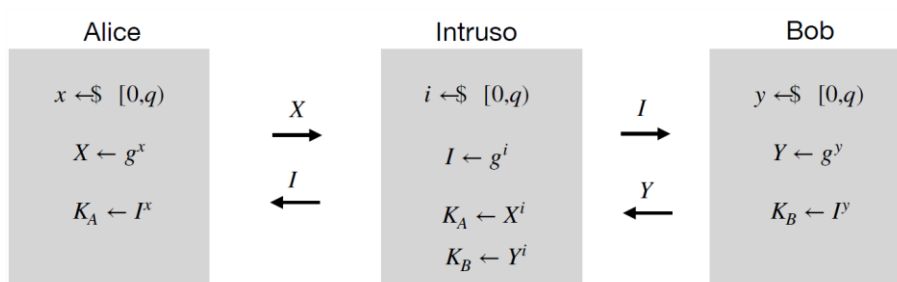 Alice
x ←$ [0,q)
X ← g^x
K_A ← I^x
X
I
Intruso
i ←$ [0,q)
I ← g^i
K_A ← X^i
K_B ← Y^i
I
Y
Bob
y ←$ [0,q)
Y ← g^y
K_B ← I^y